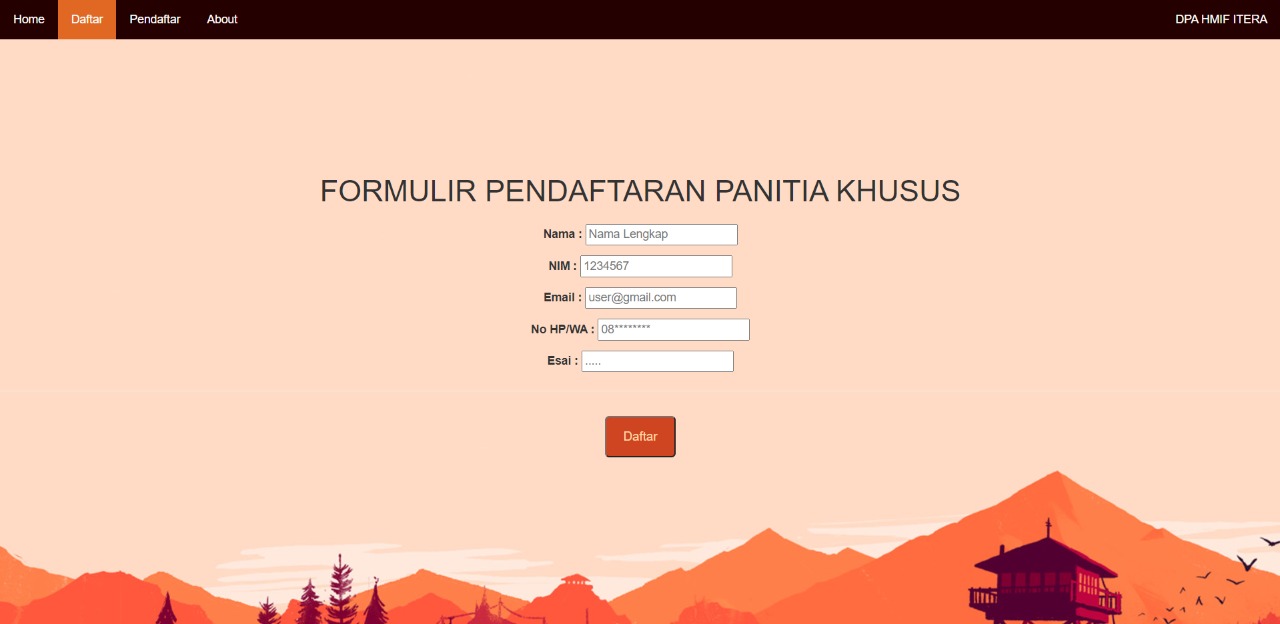 Home Daftar Pendaftar About DPA HMIF ITERA
FORMULIR PENDAFTARAN PANITIA KHUSUS
Nama : Nama Lengkap
NIM : 1234567
Email : user@gmail.com
No HP/WA : 08********
Esai : .....
Daftar